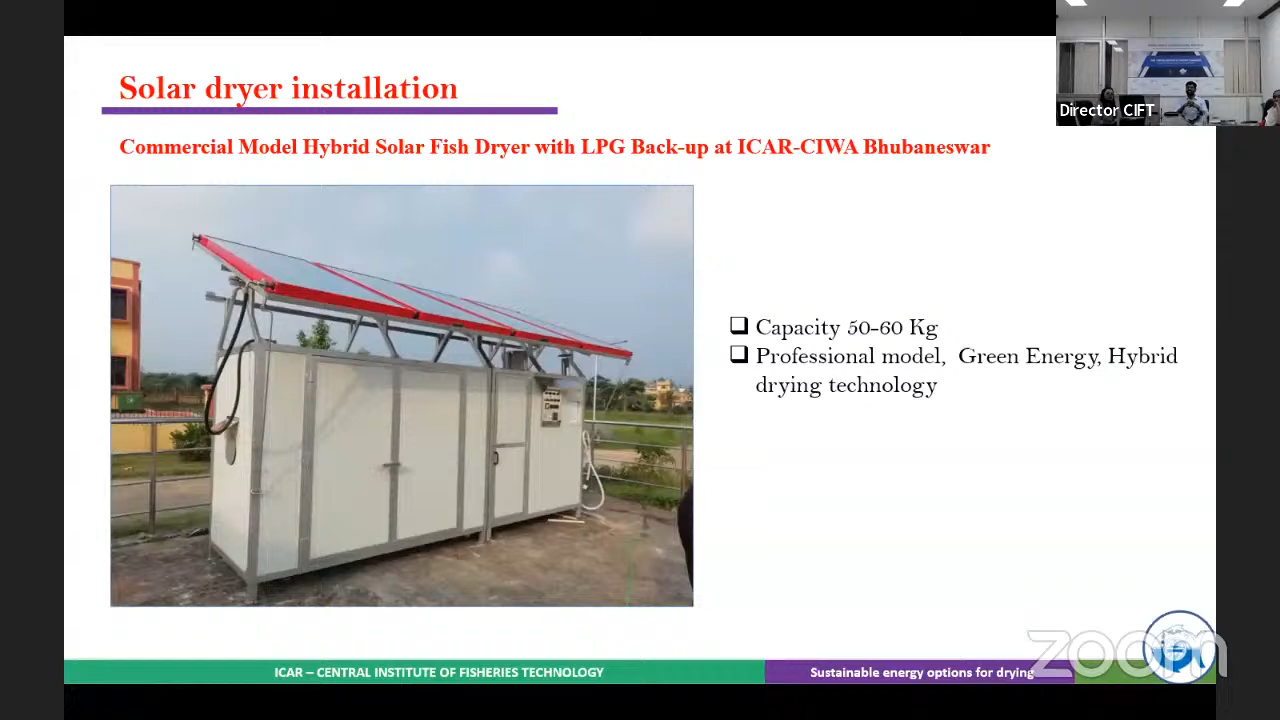 Solar dryer installation
Director CIFT
Commercial Model Hybrid Solar Fish Dryer with LPG Back-up at ICAR-CIWA Bhubaneswar
❑ Capacity 50-60 Kg
❑ Professional model, Green Energy, Hybrid
drying technology
zoom
ICAR – CENTRAL INSTITUTE OF FISHERIES TECHNOLOGY
Sustainable energy options for drying